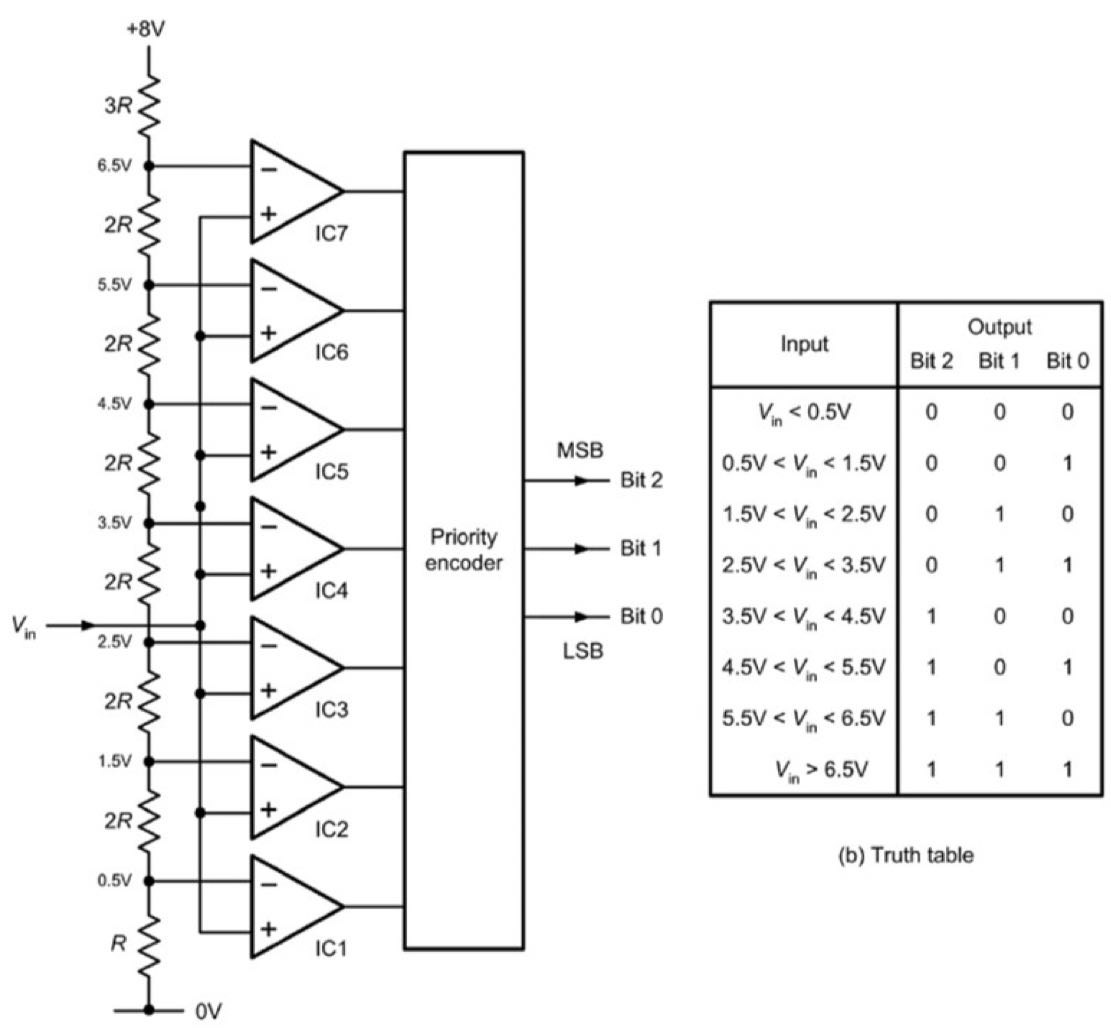 +8V
3R
6.5V
2R
5.5V
2R
4.5V
2R
3.5V
2R
2.5V
2R
1.5V
2R
0.5V
R
0V
Vin
IC7
IC6
IC5
IC4
IC3
IC2
IC1
Priority
encoder
MSB
Bit 2
Bit 1
Bit 0
LSB
Input Output
Bit 2 Bit 1 Bit 0
Vin < 0.5V 0 0 0
0.5V < Vin < 1.5V 0 0 1
1.5V < Vin < 2.5V 0 1 0
2.5V < Vin < 3.5V 0 1 1
3.5V < Vin < 4.5V 1 0 0
4.5V < Vin < 5.5V 1 0 1
5.5V < Vin < 6.5V 1 1 0
Vin > 6.5V 1 1 1
(b) Truth table
− +
− +
− +
− +
− +
− +
− +